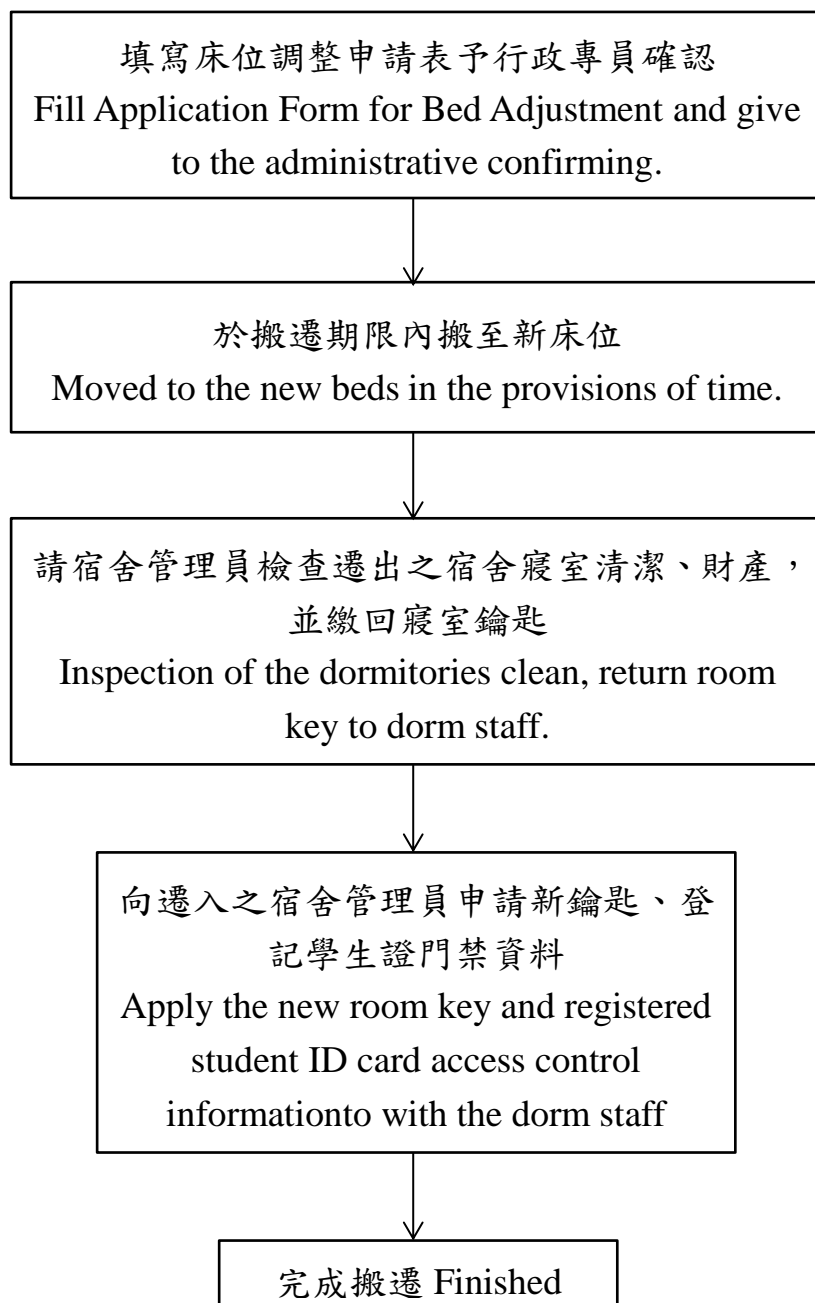 填寫床位調整申請表予行政專員確認
Fill Application Form for Bed Adjustment and give
to the administrative confirming.
於搬遷期限內搬至新床位
Moved to the new beds in the provisions of time.
請宿舍管理員檢查遷出之宿舍寢室清潔、財產，
並繳回寢室鑰匙
Inspection of the dormitories clean, return room
key to dorm staff.
向遷入之宿舍管理員申請新鑰匙、登
記學生證門禁資料
Apply the new room key and registered
student ID card access control
informationto with the dorm staff
完成搬遷 Finished